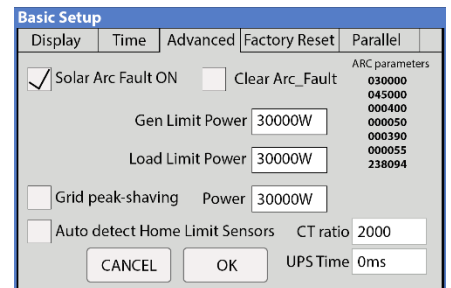 Basic Setup
Display Time Advanced Factory Reset Parallel
Solar Arc Fault ON Clear Arc_Fault
ARC parameters
030000
045000
000400
000050
000390
000055
238094
Gen Limit Power 30000W
Load Limit Power 30000W
Grid peak-shaving Power 30000W
Auto detect Home Limit Sensors CT ratio 2000
CANCEL OK UPS Time 0ms